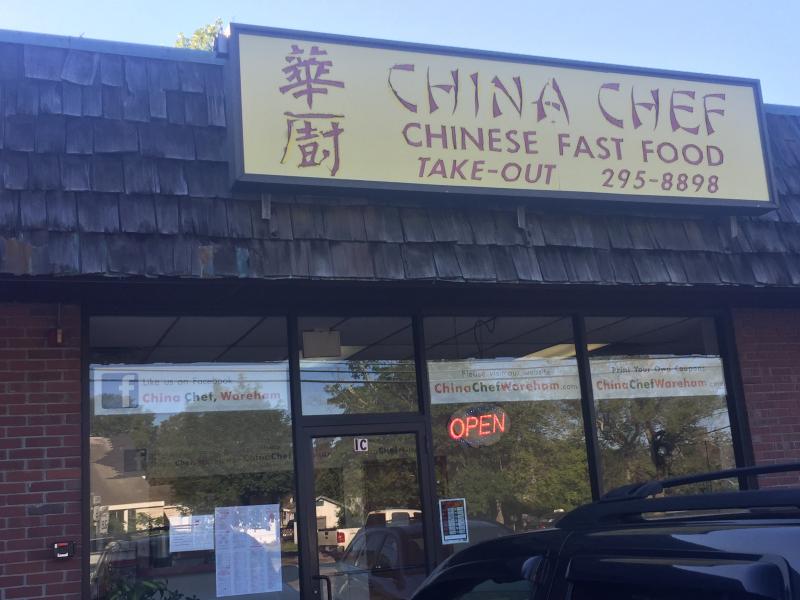 華
廚
CHINA CHEF
CHINESE FAST FOOD
TAKE-OUT 295-8898
f
Like us on Facebook
China Chef, Wareham
Please visit our website
ChinaChefWareham.com
Print Your Own Coupons
ChinaChefWareham.com
1C
OPEN